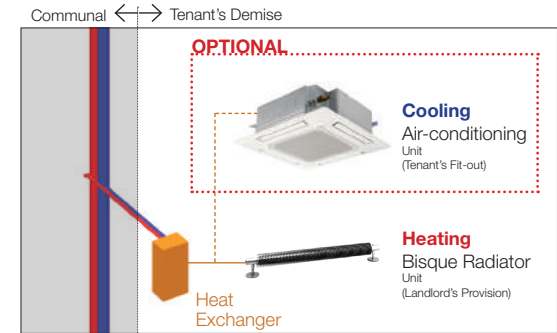 Communal
Tenant’s Demise
OPTIONAL
Cooling
Air-conditioning
Unit
(Tenant’s Fit-out)
Heating
Bisque Radiator
Unit
(Landlord’s Provision)
Heat
Exchanger